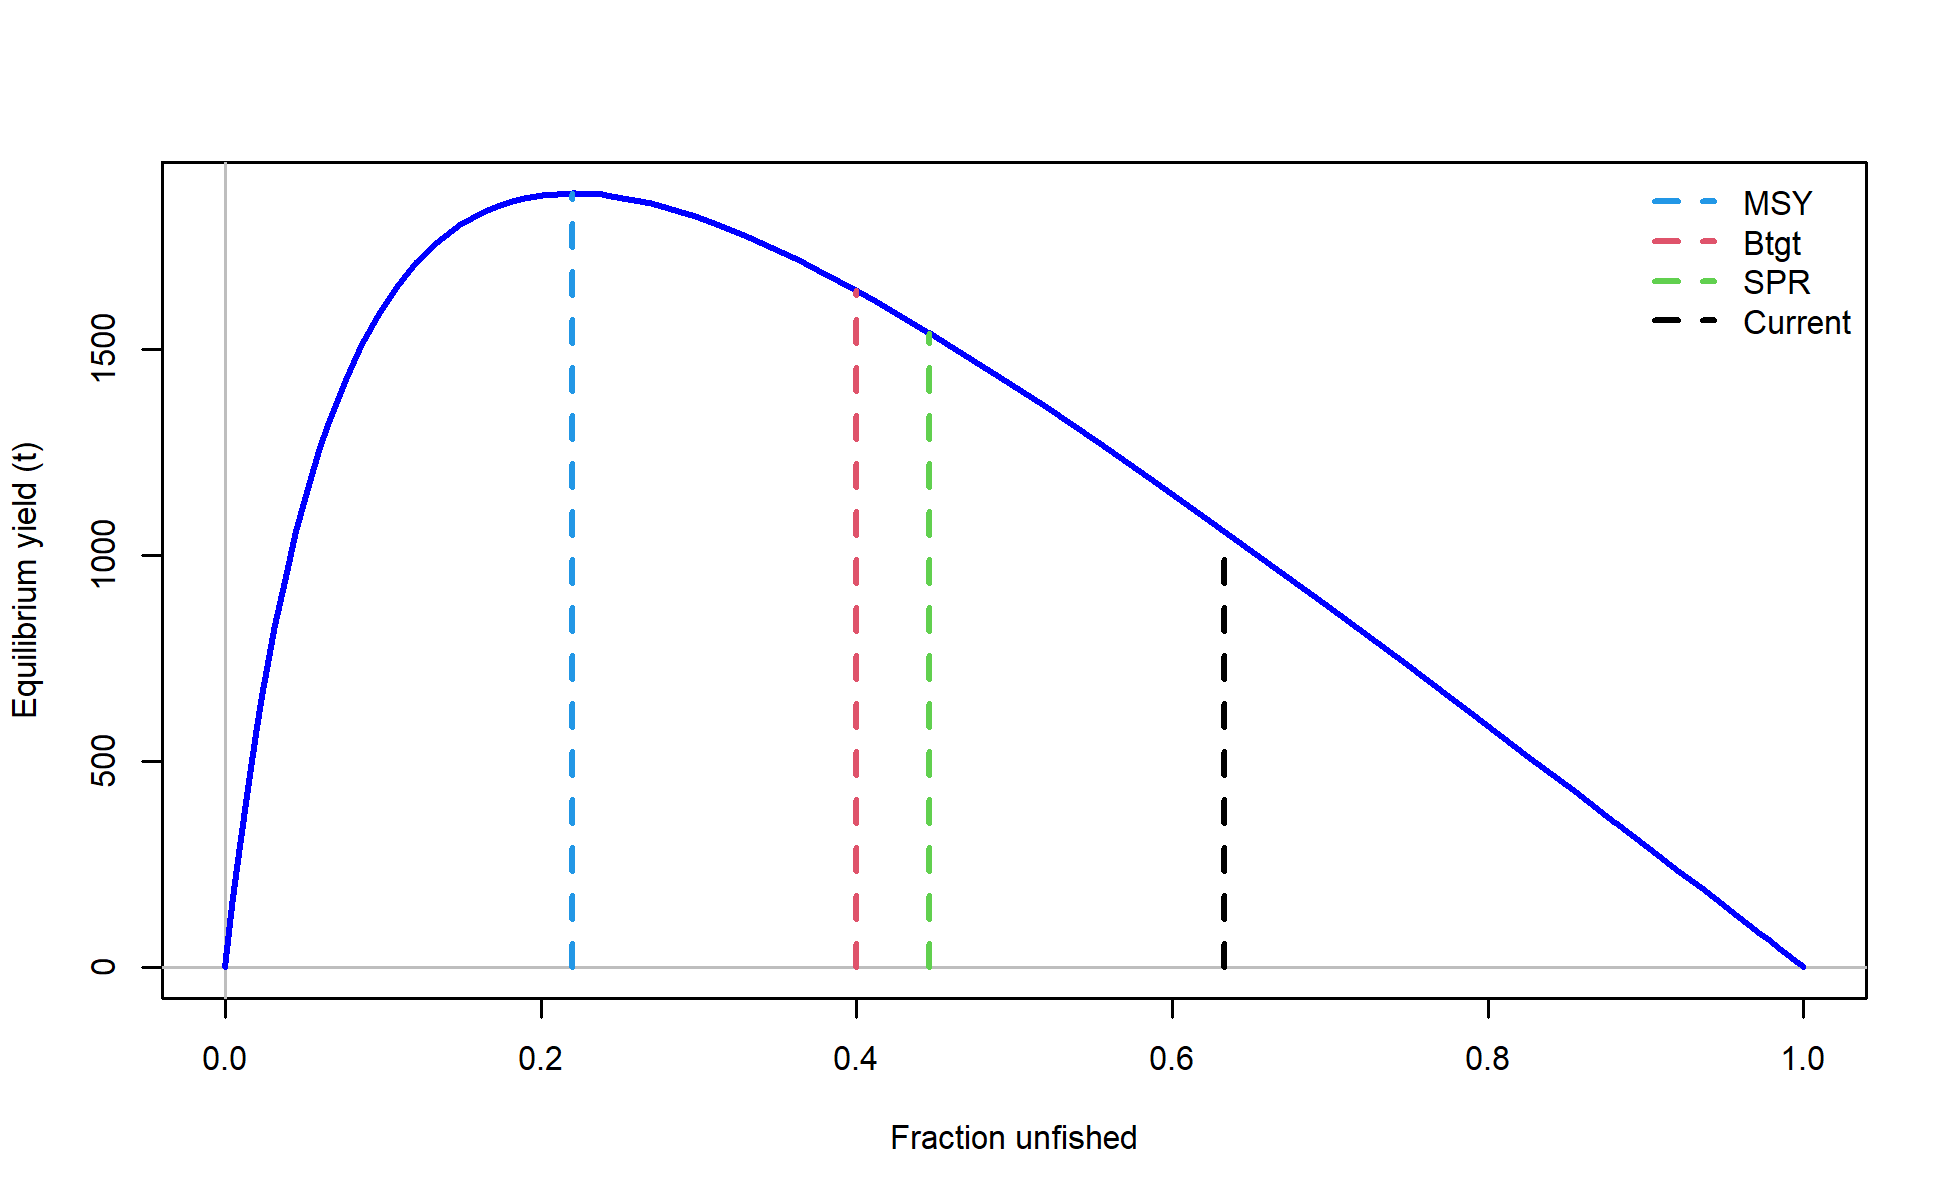 MSY
Btgt
SPR
Current
Equilibrium yield (t)
1500
1000
500
0
0.0 0.2 0.4 0.6 0.8 1.0
Fraction unfished